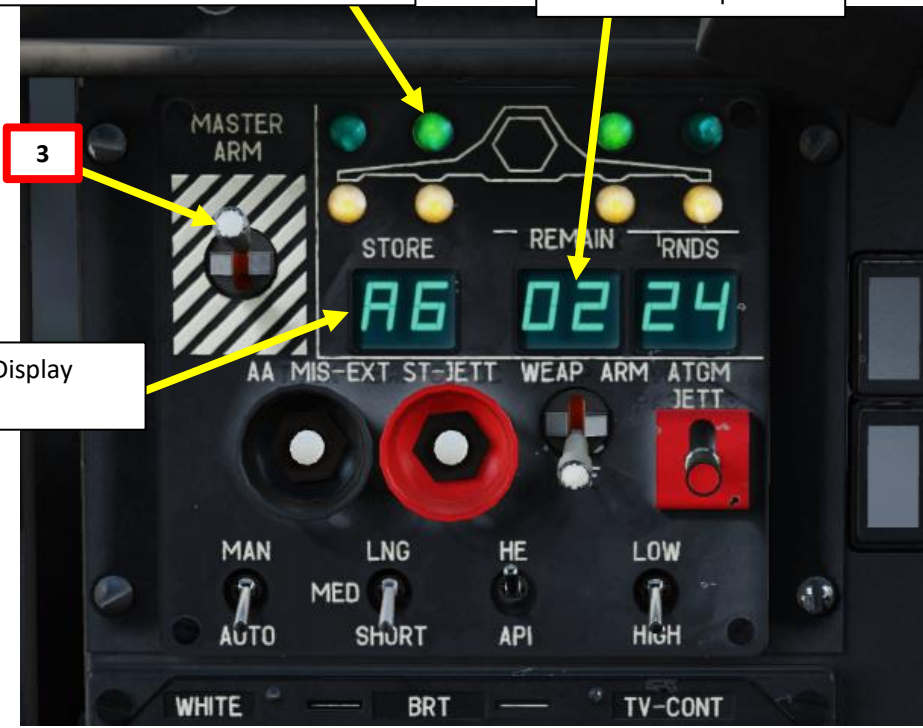 MASTER
ARM
3
STORE
REMAIN
RNDS
A6
02
24
Display
AA MIS-EXT ST-JETT WEAP ARM ATGM
JETT
MAN
LNG
HE
LOW
MED
AUTO
SHORT
API
HIGH
WHITE
BRT
TV-CONT